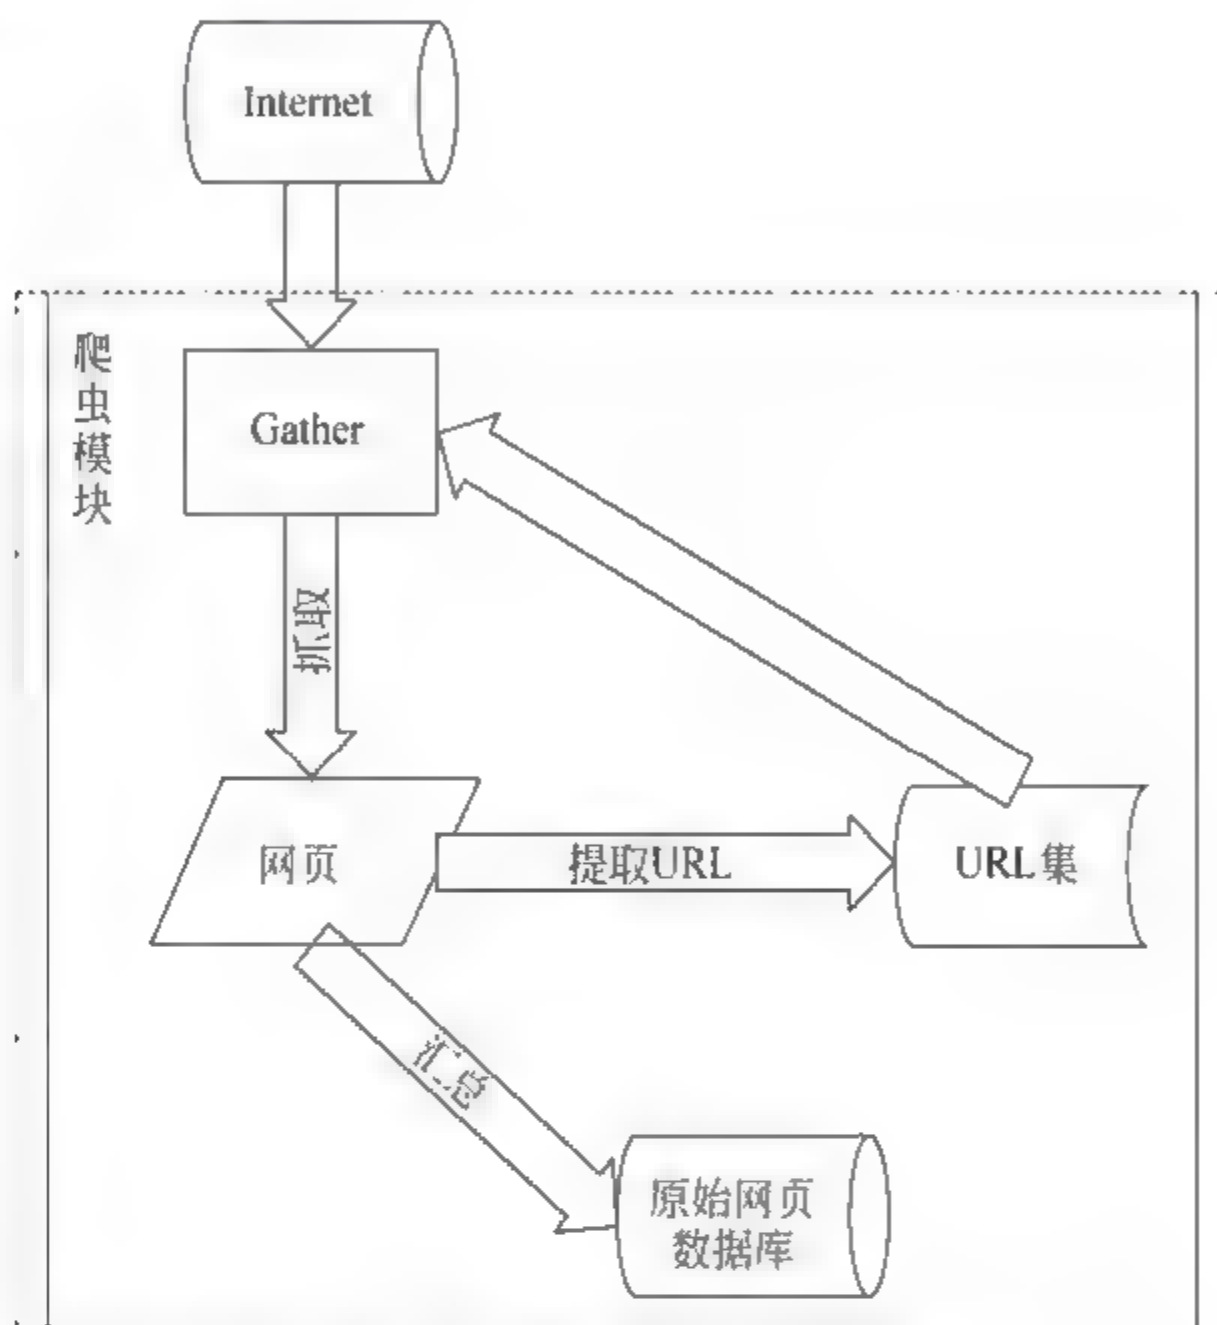 Internet
爬虫模块
Gather
抓取
网页
提取URL
URL集
汇总
原始网页
数据库